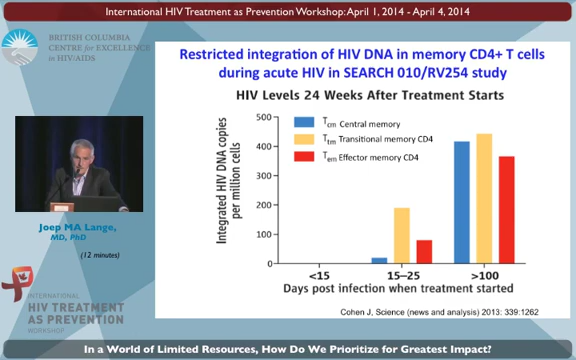 International HIV Treatment as Prevention Workshop: April 1, 2014 - April 4, 2014
BRITISH COLUMBIA
CENTRE for EXCELLENCE
in HIV/AIDS
Joep MA Lange,
MD, PhD
(12 minutes)
INTERNATIONAL
HIV TREATMENT
AS PREVENTION
WORKSHOP
Restricted integration of HIV DNA in memory CD4+ T cells
during acute HIV in SEARCH 010/RV254 study
HIV Levels 24 Weeks After Treatment Starts
Integrated HIV DNA copies
per million cells
500
400
300
200
100
0
Tcm Central memory
Ttm Transitional memory CD4
Tem Effector memory CD4
<15 15–25 >100
Days post infection when treatment started
Cohen J, Science (news and analysis) 2013: 339:1262
In a World of Limited Resources, How Do We Prioritize for Greatest Impact?